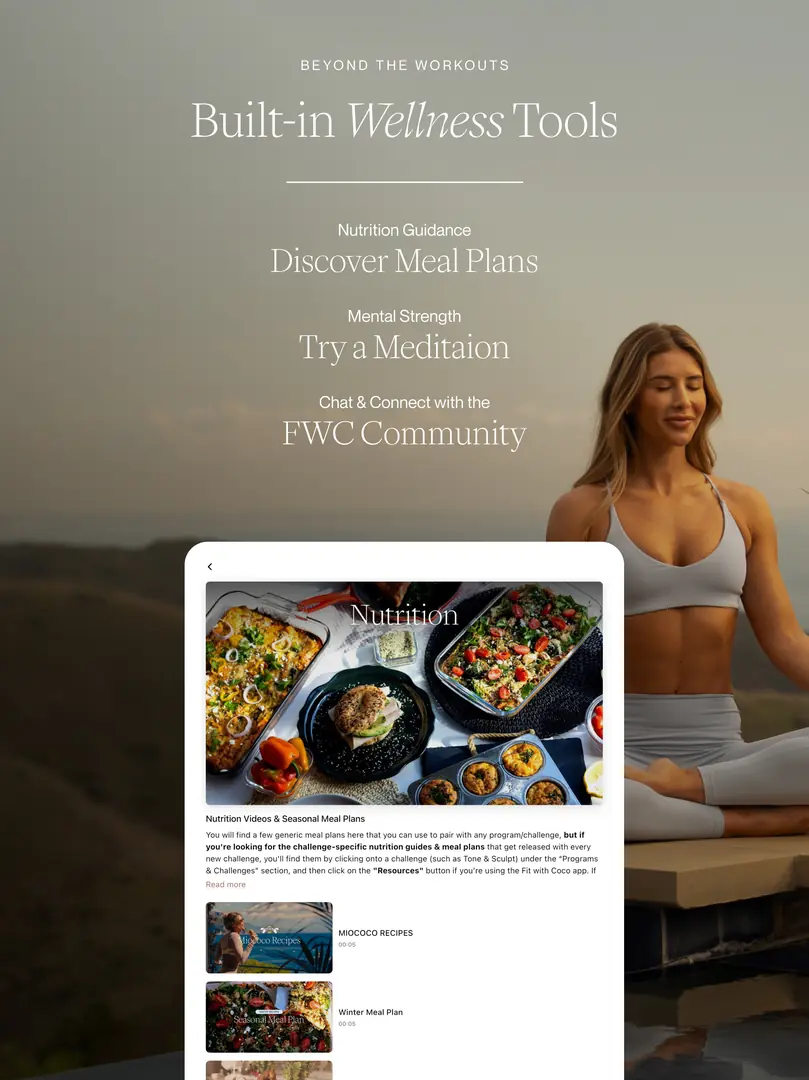 BEYOND THE WORKOUTS
Built-in Wellness Tools
Nutrition Guidance
Discover Meal Plans
Mental Strength
Try a Meditaion
Chat & Connect with the
FWC Community
Nutrition
Nutrition Videos & Seasonal Meal Plans
You will find a few generic meal plans here that you can use to pair with any program/challenge, but if
you're looking for the challenge-specific nutrition guides & meal plans that get released with every
new challenge, you'll find them by clicking onto a challenge (such as Tone & Sculpt) under the "Programs
& Challenges" section, and then click on the "Resources" button if you're using the Fit with Coco app. If
Read more
Miococo Recipes
MIOCOCO RECIPES
00:05
Seasonal Meal Plan
Winter Meal Plan
00:05